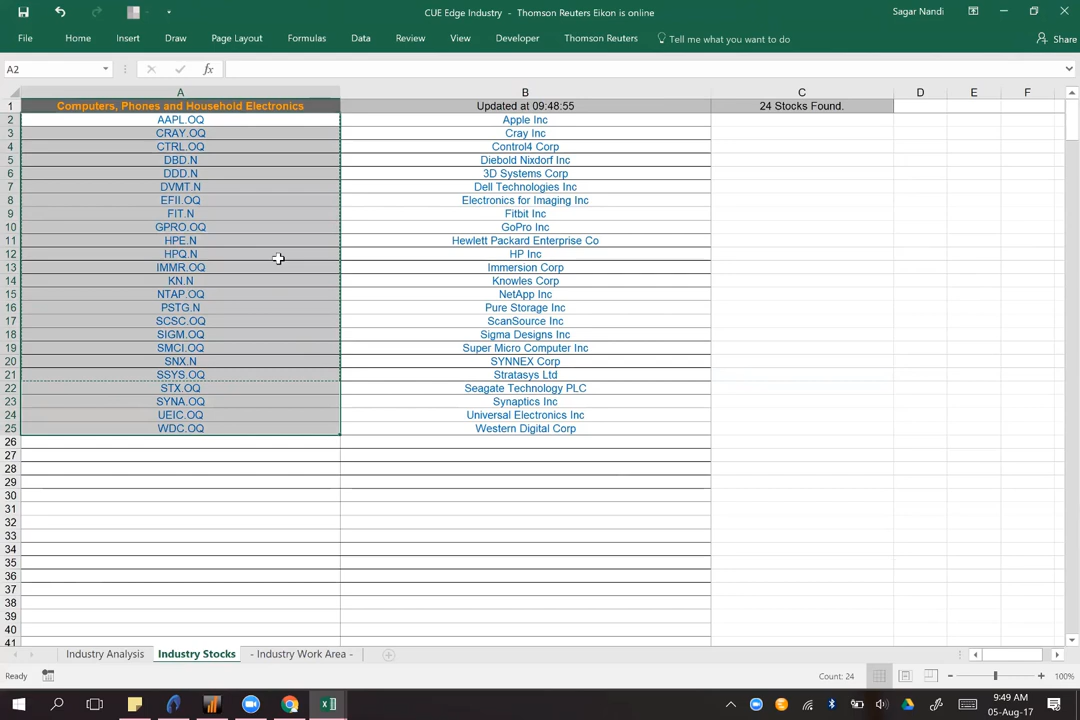 CUE Edge Industry - Thomson Reuters Eikon is online
Sagar Nandi
File Home Insert Draw Page Layout Formulas Data Review View Developer Thomson Reuters Tell me what you want to do Share
A2 fx
A B C D E F
1 Computers, Phones and Household Electronics Updated at 09:48:55 24 Stocks Found.
2 AAPL.OQ Apple Inc
3 CRAY.OQ Cray Inc
4 CTRL.OQ Control4 Corp
5 DBD.N Diebold Nixdorf Inc
6 DDD.N 3D Systems Corp
7 DVMT.N Dell Technologies Inc
8 EFII.OQ Electronics for Imaging Inc
9 FIT.N Fitbit Inc
10 GPRO.OQ GoPro Inc
11 HPE.N Hewlett Packard Enterprise Co
12 HPQ.N HP Inc
13 IMMR.OQ Immersion Corp
14 KN.N Knowles Corp
15 NTAP.OQ NetApp Inc
16 PSTG.N Pure Storage Inc
17 SCSC.OQ ScanSource Inc
18 SIGM.OQ Sigma Designs Inc
19 SMCI.OQ Super Micro Computer Inc
20 SNX.N SYNNEX Corp
21 SSYS.OQ Stratasys Ltd
22 STX.OQ Seagate Technology PLC
23 SYNA.OQ Synaptics Inc
24 UEIC.OQ Universal Electronics Inc
25 WDC.OQ Western Digital Corp
26
27
28
29
30
31
32
33
34
35
36
37
38
39
40
41
Industry Analysis Industry Stocks - Industry Work Area -
Ready Count: 24 100%
9:49 AM
05-Aug-17